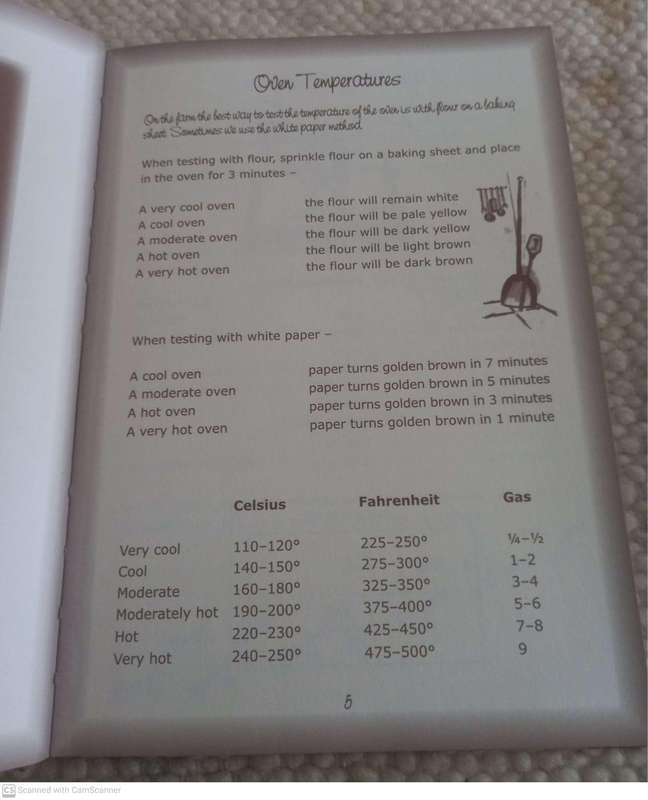 Oven Temperatures
On the farm the best way to test the temperature of the oven is with flour on a baking
sheet. Sometimes we use the white paper method.
When testing with flour, sprinkle flour on a baking sheet and place
in the oven for 3 minutes –
A very cool oven the flour will remain white
A cool oven the flour will be pale yellow
A moderate oven the flour will be dark yellow
A hot oven the flour will be light brown
A very hot oven the flour will be dark brown
When testing with white paper –
A cool oven paper turns golden brown in 7 minutes
A moderate oven paper turns golden brown in 5 minutes
A hot oven paper turns golden brown in 3 minutes
A very hot oven paper turns golden brown in 1 minute
Celsius Fahrenheit Gas
Very cool 110–120° 225–250° ¼–½
Cool 140–150° 275–300° 1–2
Moderate 160–180° 325–350° 3–4
Moderately hot 190–200° 375–400° 5–6
Hot 220–230° 425–450° 7–8
Very hot 240–250° 475–500° 9
5
CS Scanned with CamScanner